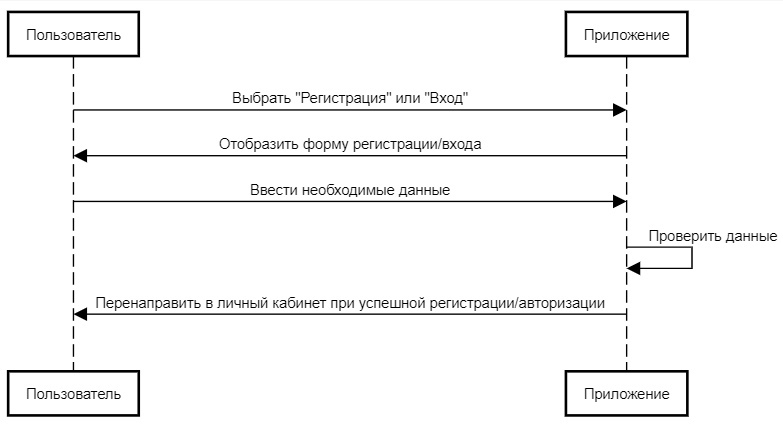 Пользователь
Приложение
Выбрать "Регистрация" или "Вход"
Отобразить форму регистрации/входа
Ввести необходимые данные
Проверить данные
Перенаправить в личный кабинет при успешной регистрации/авторизации
Пользователь
Приложение